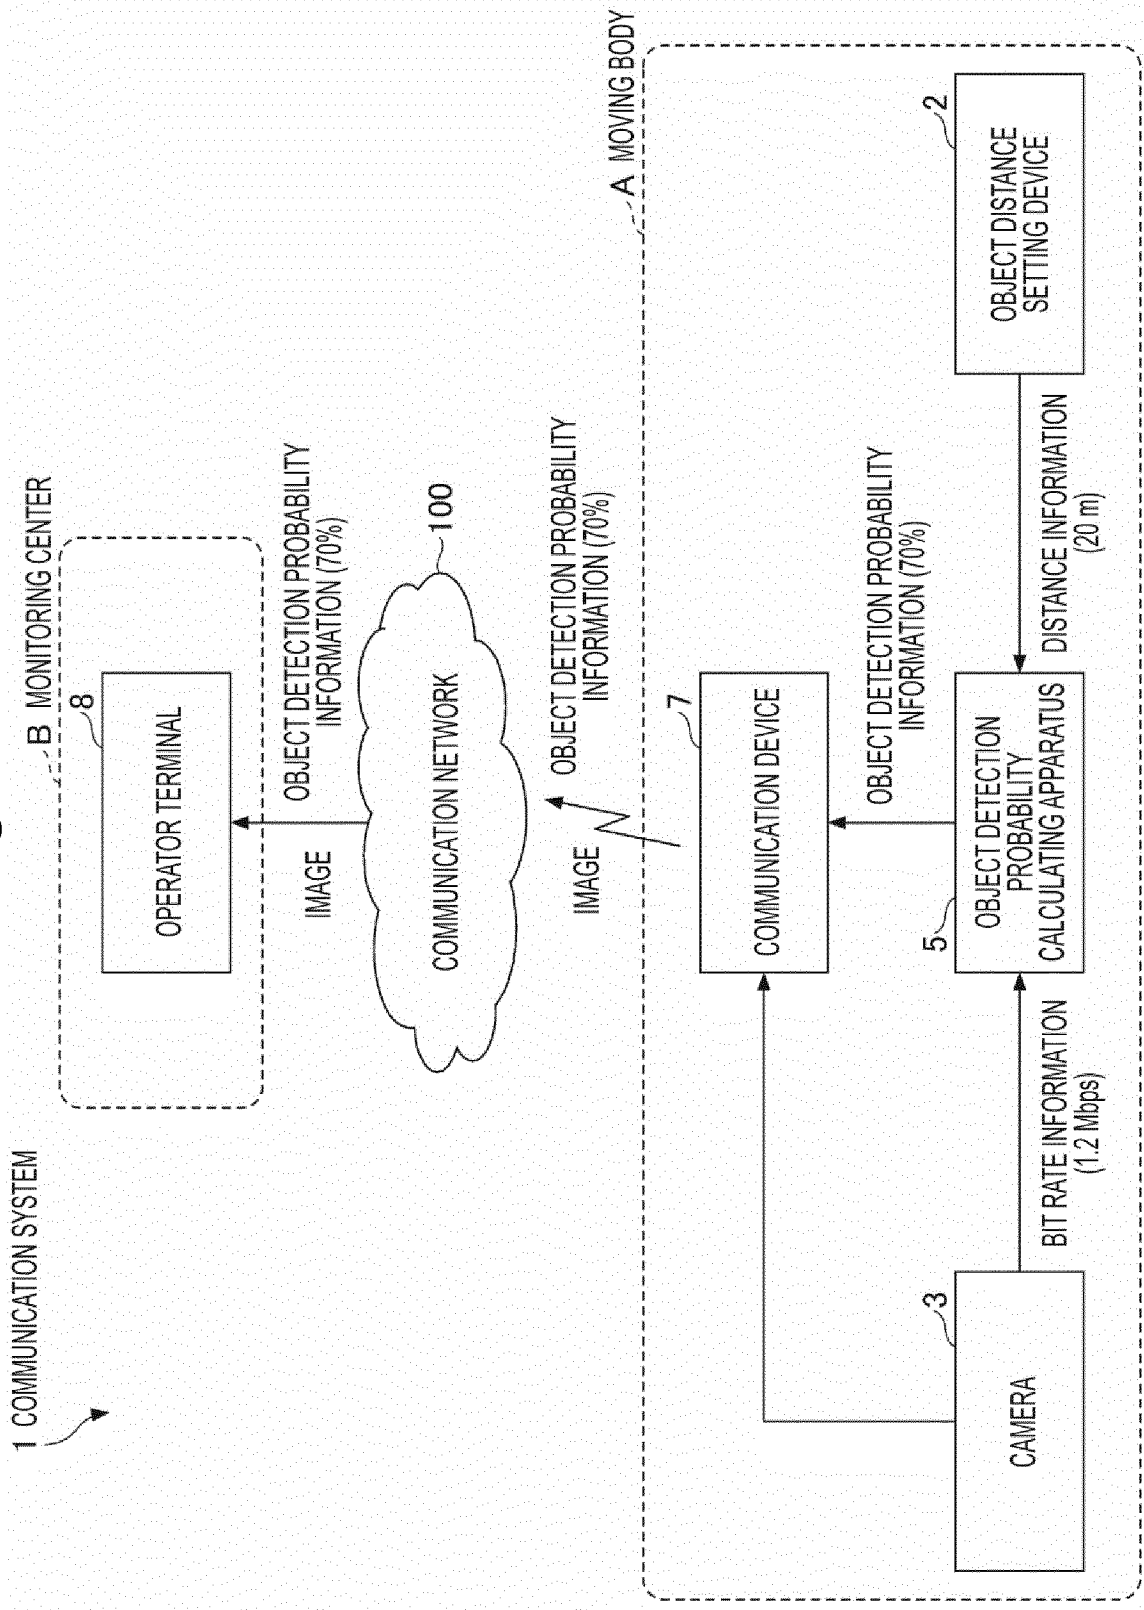 1 COMMUNICATION SYSTEM
B MONITORING CENTER
8
OPERATOR TERMINAL
IMAGE
OBJECT DETECTION PROBABILITY
INFORMATION (70%)
100
COMMUNICATION NETWORK
IMAGE
OBJECT DETECTION PROBABILITY
INFORMATION (70%)
A MOVING BODY
7
COMMUNICATION DEVICE
OBJECT DETECTION PROBABILITY
INFORMATION (70%)
3
CAMERA
BIT RATE INFORMATION
(1.2 Mbps)
5
OBJECT DETECTION
PROBABILITY
CALCULATING APPARATUS
DISTANCE INFORMATION
(20 m)
2
OBJECT DISTANCE
SETTING DEVICE